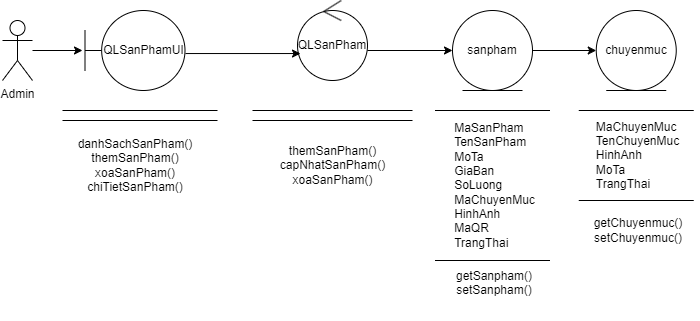 Admin
QLSanPhamUI
QLSanPham
sanpham
chuyenmuc
danhSachSanPham()
themSanPham()
xoaSanPham()
chiTietSanPham()
themSanPham()
capNhatSanPham()
xoaSanPham()
MaSanPham
TenSanPham
MoTa
GiaBan
SoLuong
MaChuyenMuc
HinhAnh
MaQR
TrangThai
getSanpham()
setSanpham()
MaChuyenMuc
TenChuyenMuc
HinhAnh
MoTa
TrangThai
getChuyenmuc()
setChuyenmuc()